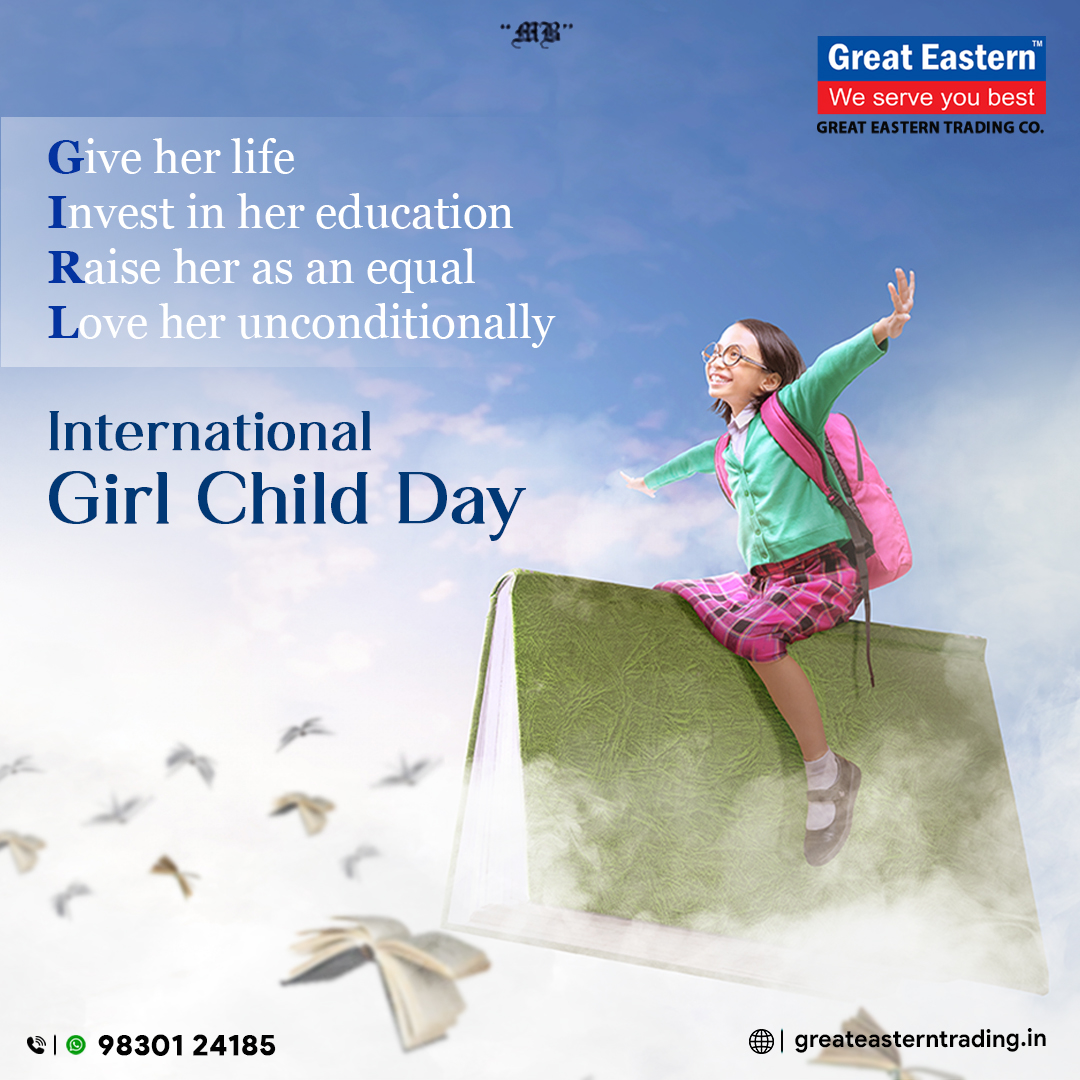 "MB"
Great Eastern™
We serve you best
GREAT EASTERN TRADING CO.
Give her life
Invest in her education
Raise her as an equal
Love her unconditionally
International
Girl Child Day
98301 24185
greateasterntrading.in